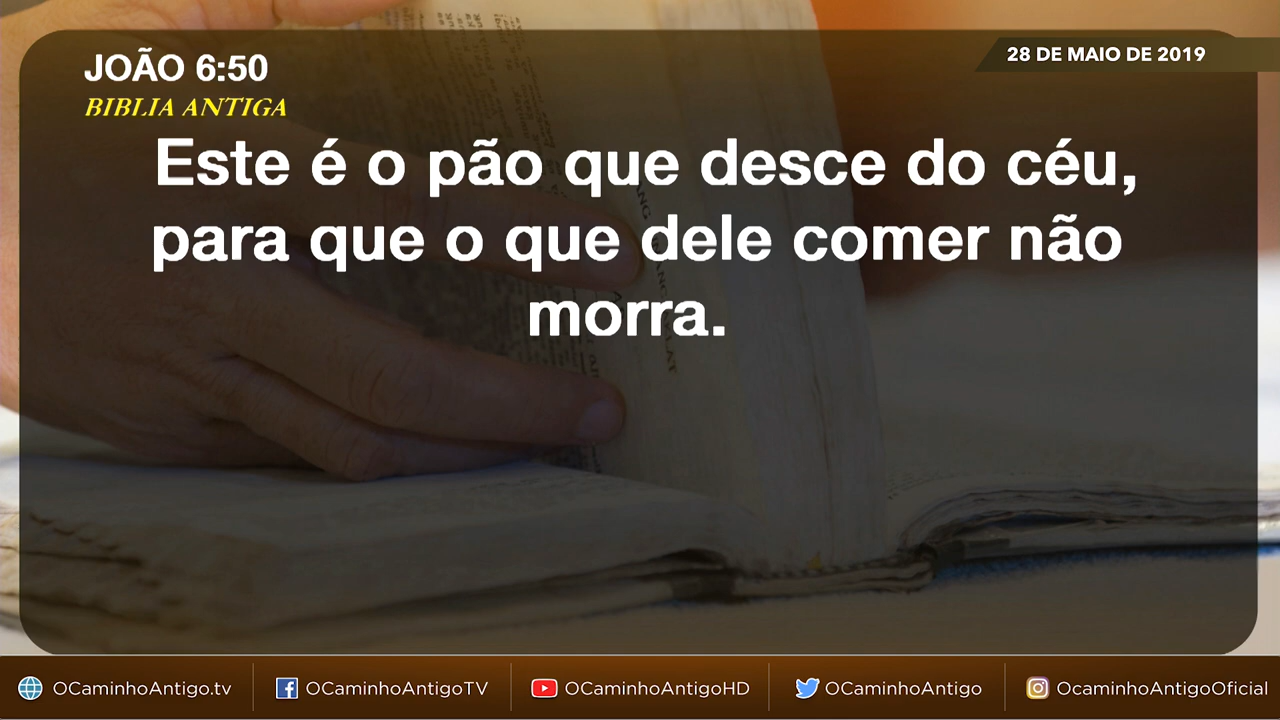 JOÃO 6:50
28 DE MAIO DE 2019
BIBLIA ANTIGA
Este é o pão que desce do céu,
para que o que dele comer não
morra.
OCaminhoAntigo.tv
OCaminhoAntigoTV
OCaminhoAntigoHD
OCaminhoAntigo
OcaminhoAntigoOficial